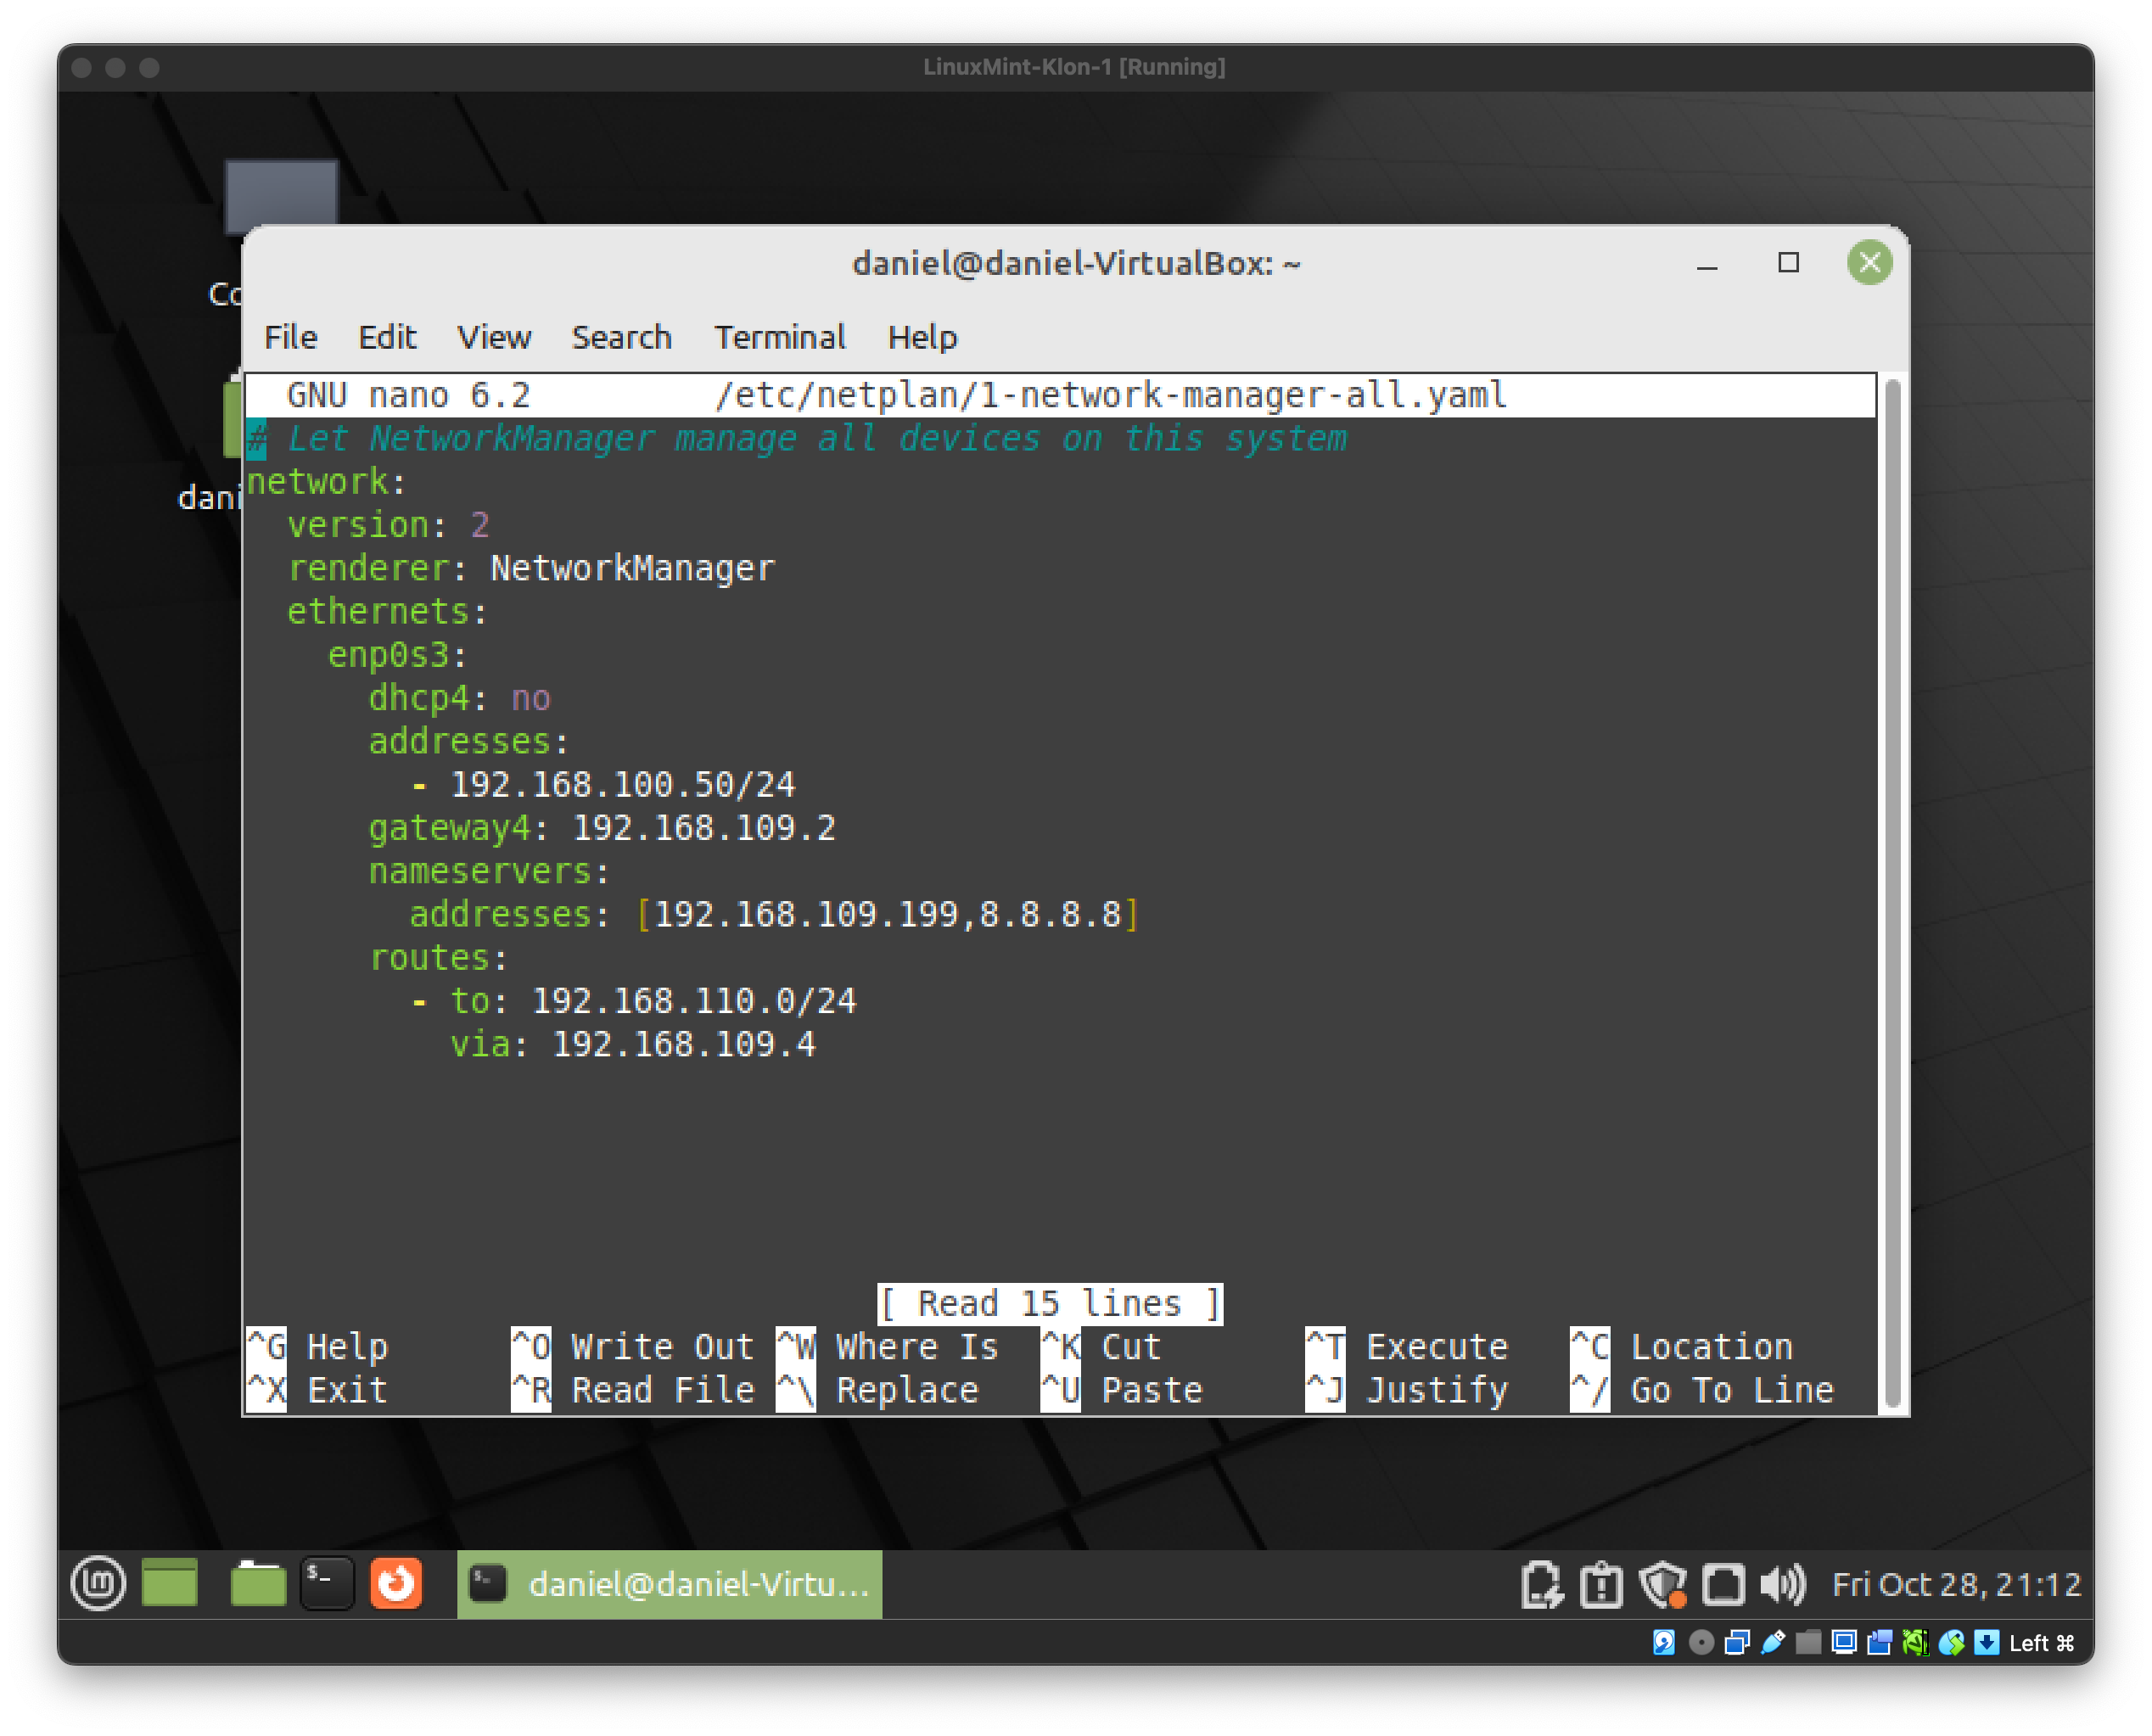 LinuxMint-Klon-1 [Running]
daniel@daniel-VirtualBox: ~
File Edit View Search Terminal Help
GNU nano 6.2 /etc/netplan/1-network-manager-all.yaml
# Let NetworkManager manage all devices on this system
network:
  version: 2
  renderer: NetworkManager
  ethernets:
    enp0s3:
      dhcp4: no
      addresses:
        - 192.168.100.50/24
      gateway4: 192.168.109.2
      nameservers:
        addresses: [192.168.109.199,8.8.8.8]
      routes:
        - to: 192.168.110.0/24
          via: 192.168.109.4
[ Read 15 lines ]
^G Help ^O Write Out ^W Where Is ^K Cut ^T Execute ^C Location
^X Exit ^R Read File ^\ Replace ^U Paste ^J Justify ^/ Go To Line
daniel@daniel-Virtu... Fri Oct 28, 21:12
Left ⌘